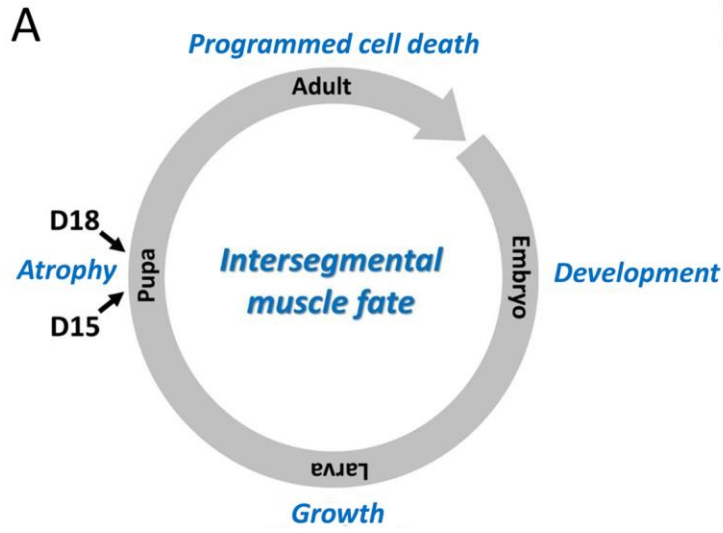 A
Programmed cell death
Adult
D18
Atrophy
Pupa
D15
Intersegmental
muscle fate
Embryo
Development
Larva
Growth